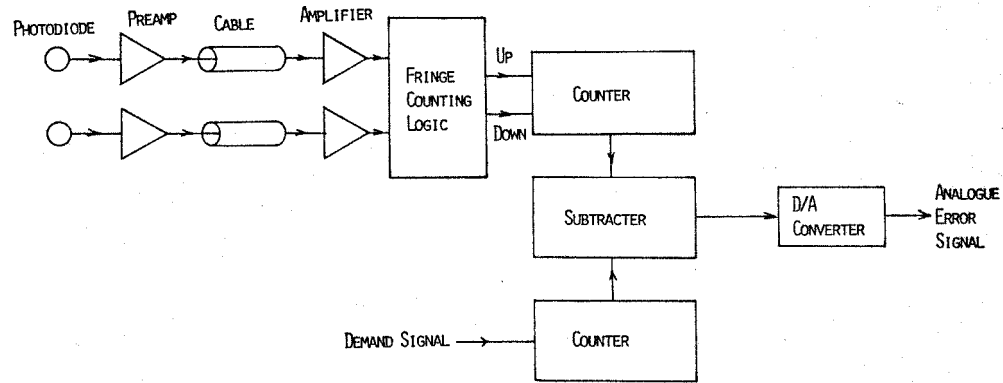 PHOTODIODE
PREAMP
CABLE
AMPLIFIER
FRINGE
COUNTING
LOGIC
UP
DOWN
COUNTER
SUBTRACTER
D/A
CONVERTER
ANALOGUE
ERROR
SIGNAL
DEMAND SIGNAL
COUNTER